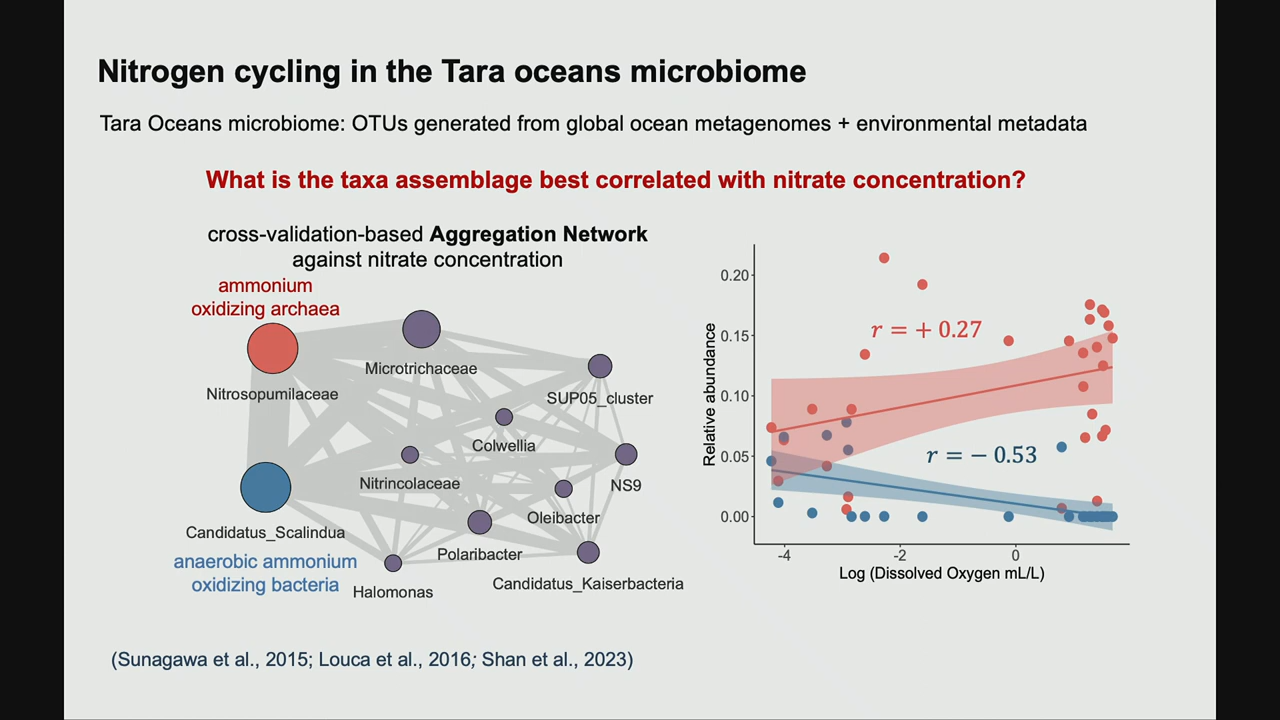 Nitrogen cycling in the Tara oceans microbiome
Tara Oceans microbiome: OTUs generated from global ocean metagenomes + environmental metadata
What is the taxa assemblage best correlated with nitrate concentration?
cross-validation-based Aggregation Network
against nitrate concentration
ammonium
oxidizing archaea
Nitrosopumilaceae
Microtrichaceae
SUP05_cluster
Colwellia
Nitrincolaceae
NS9
Oleibacter
Candidatus_Scalindua
Polaribacter
anaerobic ammonium
oxidizing bacteria
Halomonas
Candidatus_Kaiserbacteria
Relative abundance
0.20
0.15
0.10
0.05
0.00
r = + 0.27
r = − 0.53
-4
-2
0
Log (Dissolved Oxygen mL/L)
(Sunagawa et al., 2015; Louca et al., 2016; Shan et al., 2023)